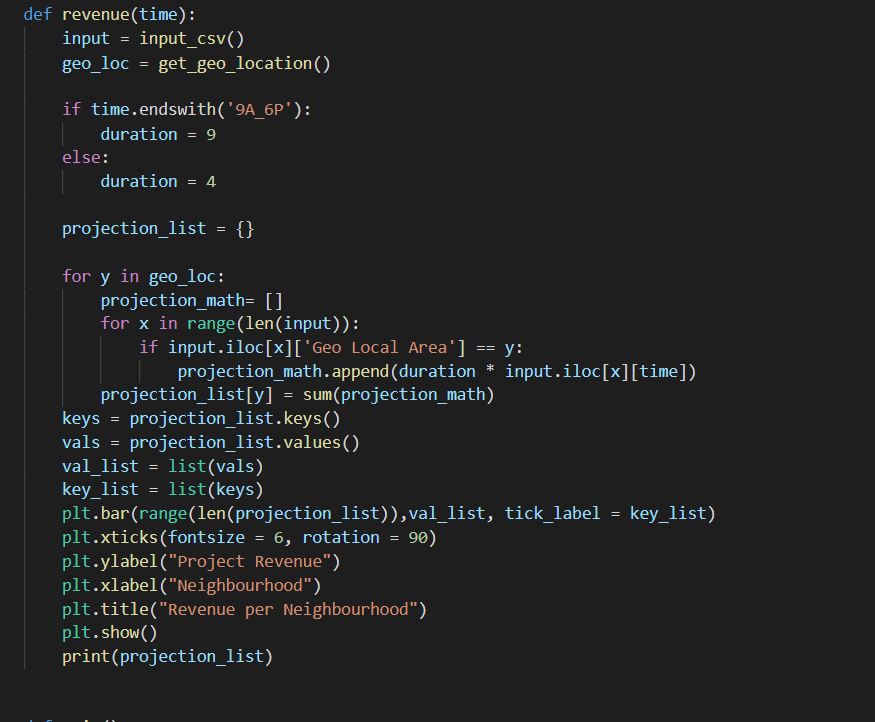 def revenue(time):
    input = input_csv()
    geo_loc = get_geo_location()

    if time.endswith('9A_6P'):
        duration = 9
    else:
        duration = 4

    projection_list = {}

    for y in geo_loc:
        projection_math= []
        for x in range(len(input)):
            if input.iloc[x]['Geo Local Area'] == y:
                projection_math.append(duration * input.iloc[x][time])
        projection_list[y] = sum(projection_math)
    keys = projection_list.keys()
    vals = projection_list.values()
    val_list = list(vals)
    key_list = list(keys)
    plt.bar(range(len(projection_list)),val_list, tick_label = key_list)
    plt.xticks(fontsize = 6, rotation = 90)
    plt.ylabel("Project Revenue")
    plt.xlabel("Neighbourhood")
    plt.title("Revenue per Neighbourhood")
    plt.show()
    print(projection_list)